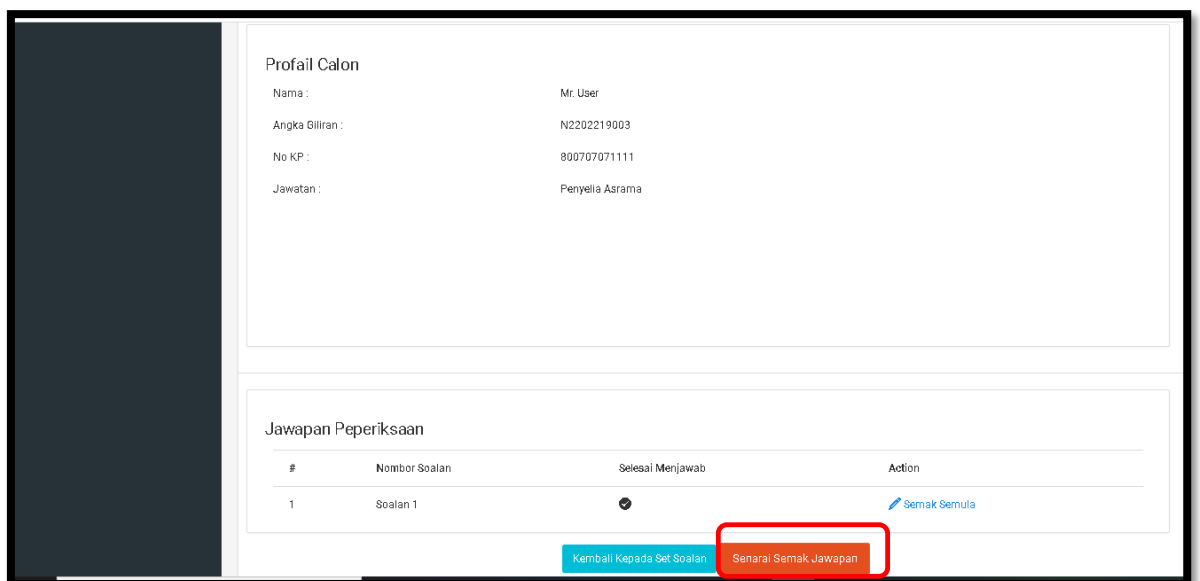 Profail Calon
Nama : Mr. User
Angka Giliran : N2202219003
No KP : 800707071111
Jawatan : Penyelia Asrama
Jawapan Peperiksaan
# Nombor Soalan Selesai Menjawab Action
1 Soalan 1 Semak Semula
Kembali Kepada Set Soalan Senarai Semak Jawapan